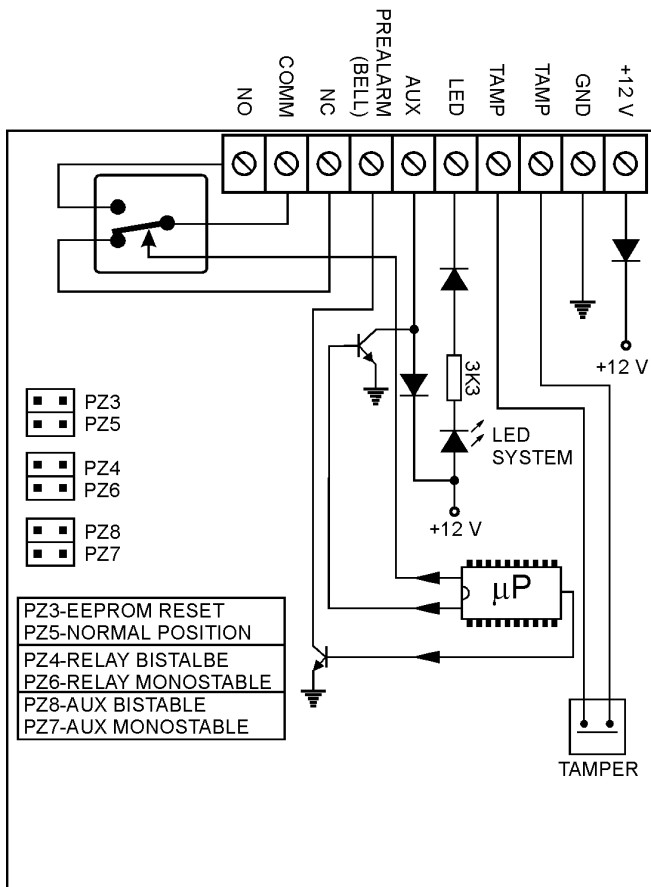 NO
COMM
NC
PREALARM
(BELL)
AUX
LED
TAMP
TAMP
GND
+12 V
+12 V
3K3
LED
SYSTEM
+12 V
PZ3
PZ5
PZ4
PZ6
PZ8
PZ7
µP
PZ3-EEPROM RESET
PZ5-NORMAL POSITION
PZ4-RELAY BISTALBE
PZ6-RELAY MONOSTABLE
PZ8-AUX BISTABLE
PZ7-AUX MONOSTABLE
TAMPER